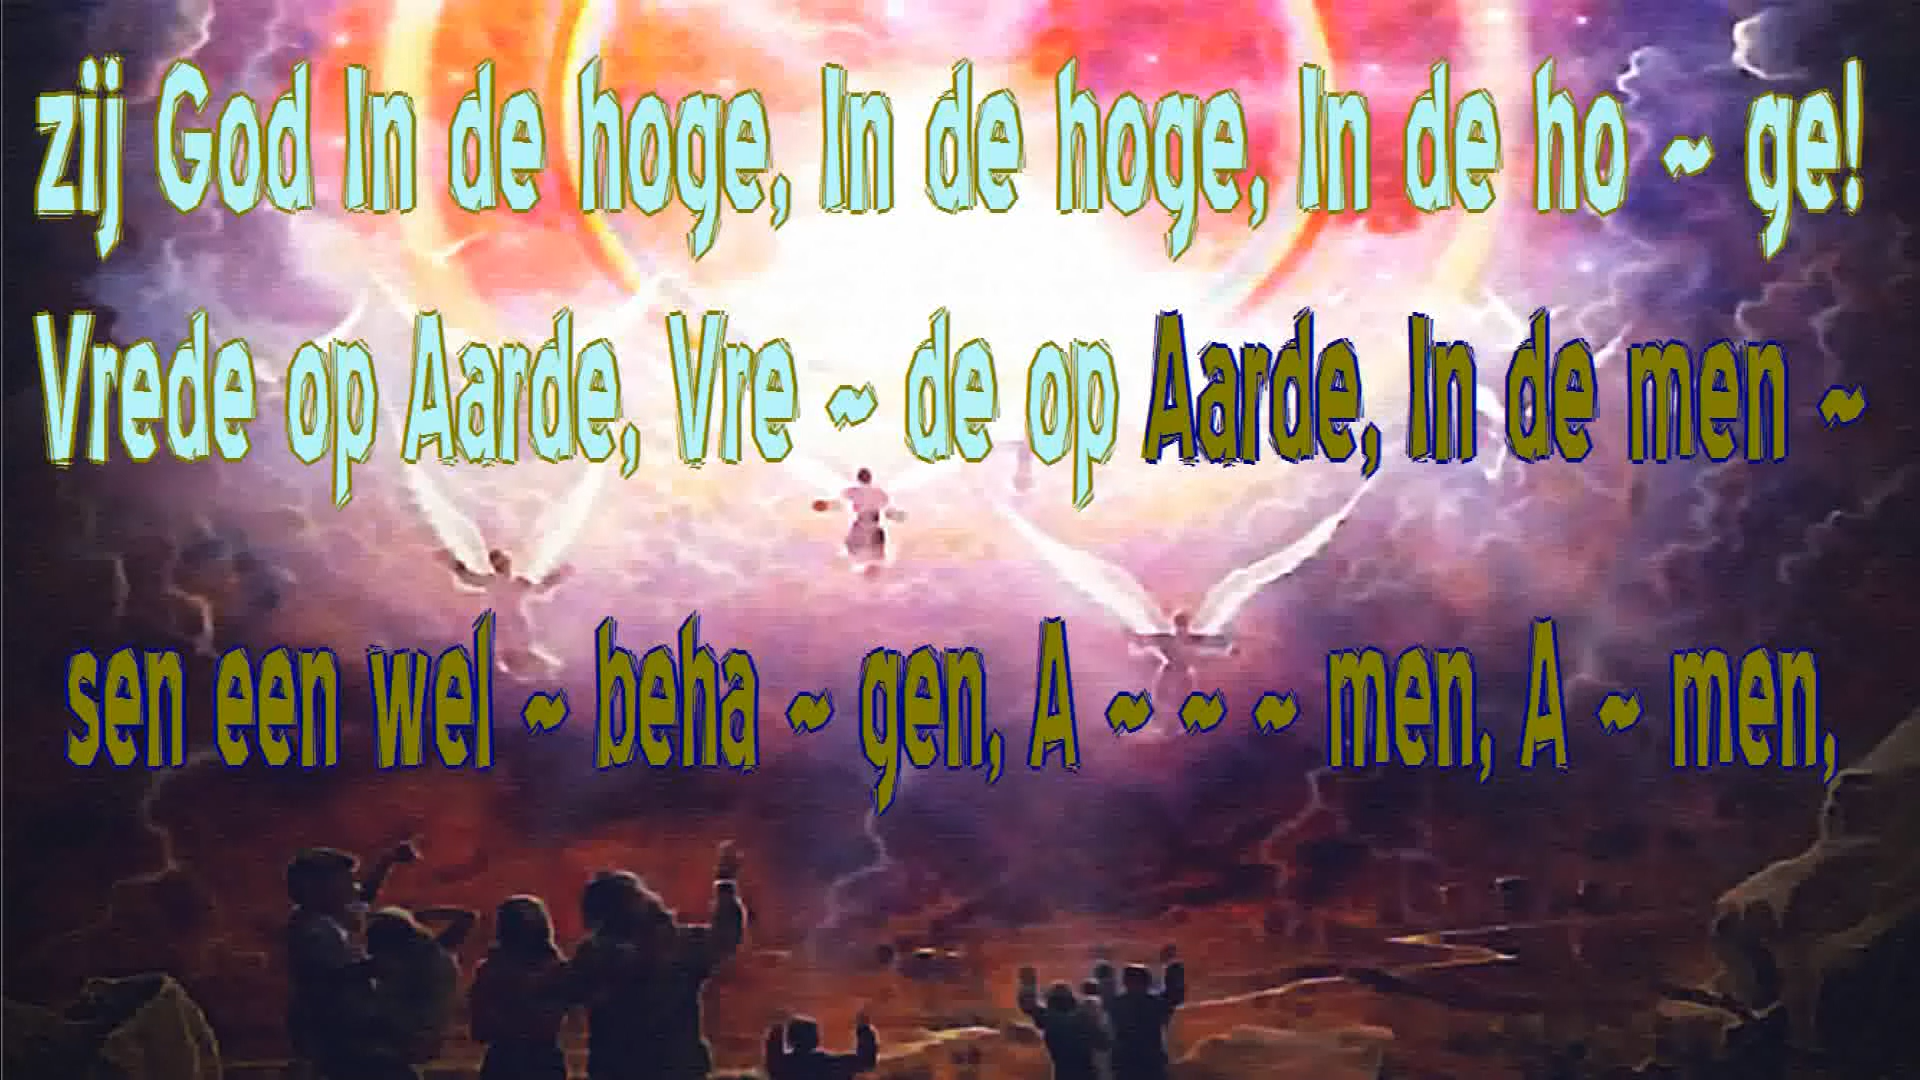 zij God In de hoge, In de hoge, In de ho ~ ge!
Vrede op Aarde, Vre ~ de op Aarde, In de men ~
sen een wel ~ beha ~ gen, A ~ ~ ~ men, A ~ men,